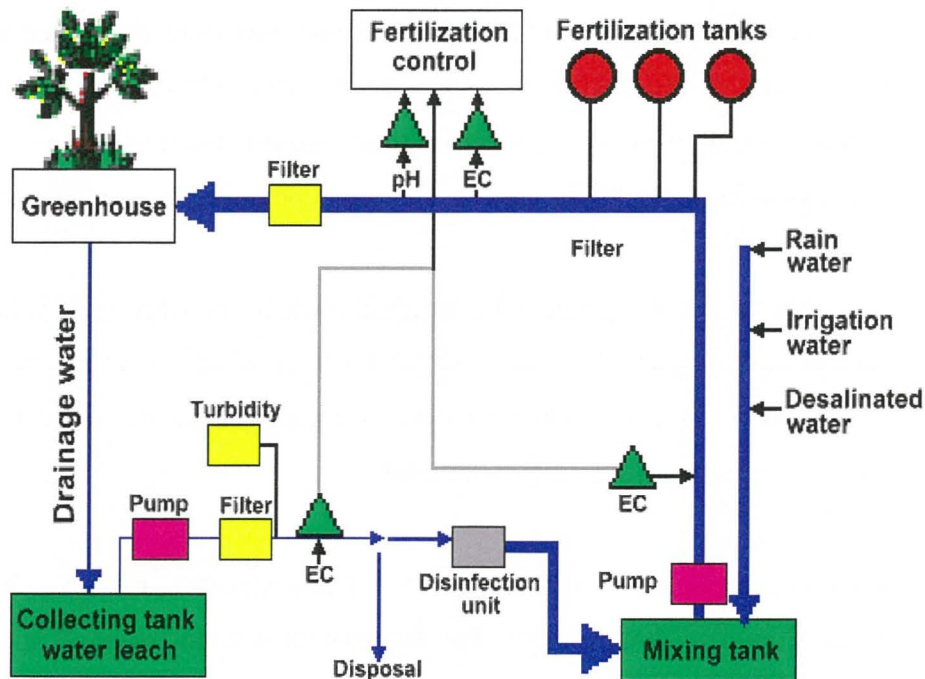 Fertilization
control
Fertilization tanks
Filter
pH
EC
Greenhouse
Filter
Rain
water
Irrigation
water
Desalinated
water
Drainage water
Turbidity
Pump
Filter
EC
EC
Disinfection
unit
Pump
Collecting tank
water leach
Disposal
Mixing tank